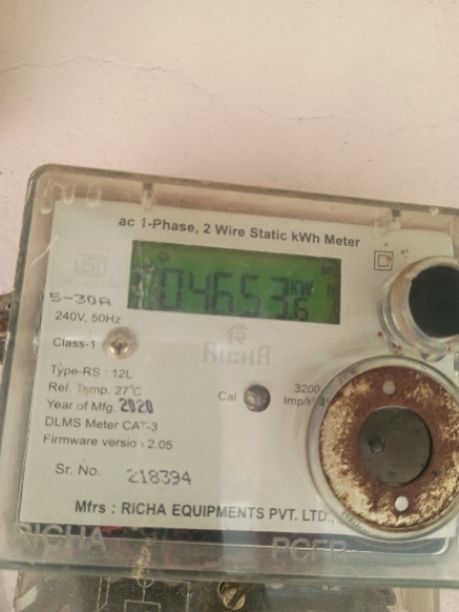 ac 1-Phase, 2 Wire Static kWh Meter
04653.6 KW h
5-30A
240V, 50Hz
Class-1
RICHA
Type-RS : 12L
Ref. Temp. 27°C
Cal
3200
Year of Mfg. 2020
DLMS Meter CAT-3
Firmware version 2.05
Sr. No. 218394
Mfrs : RICHA EQUIPMENTS PVT. LTD.,
RICHA